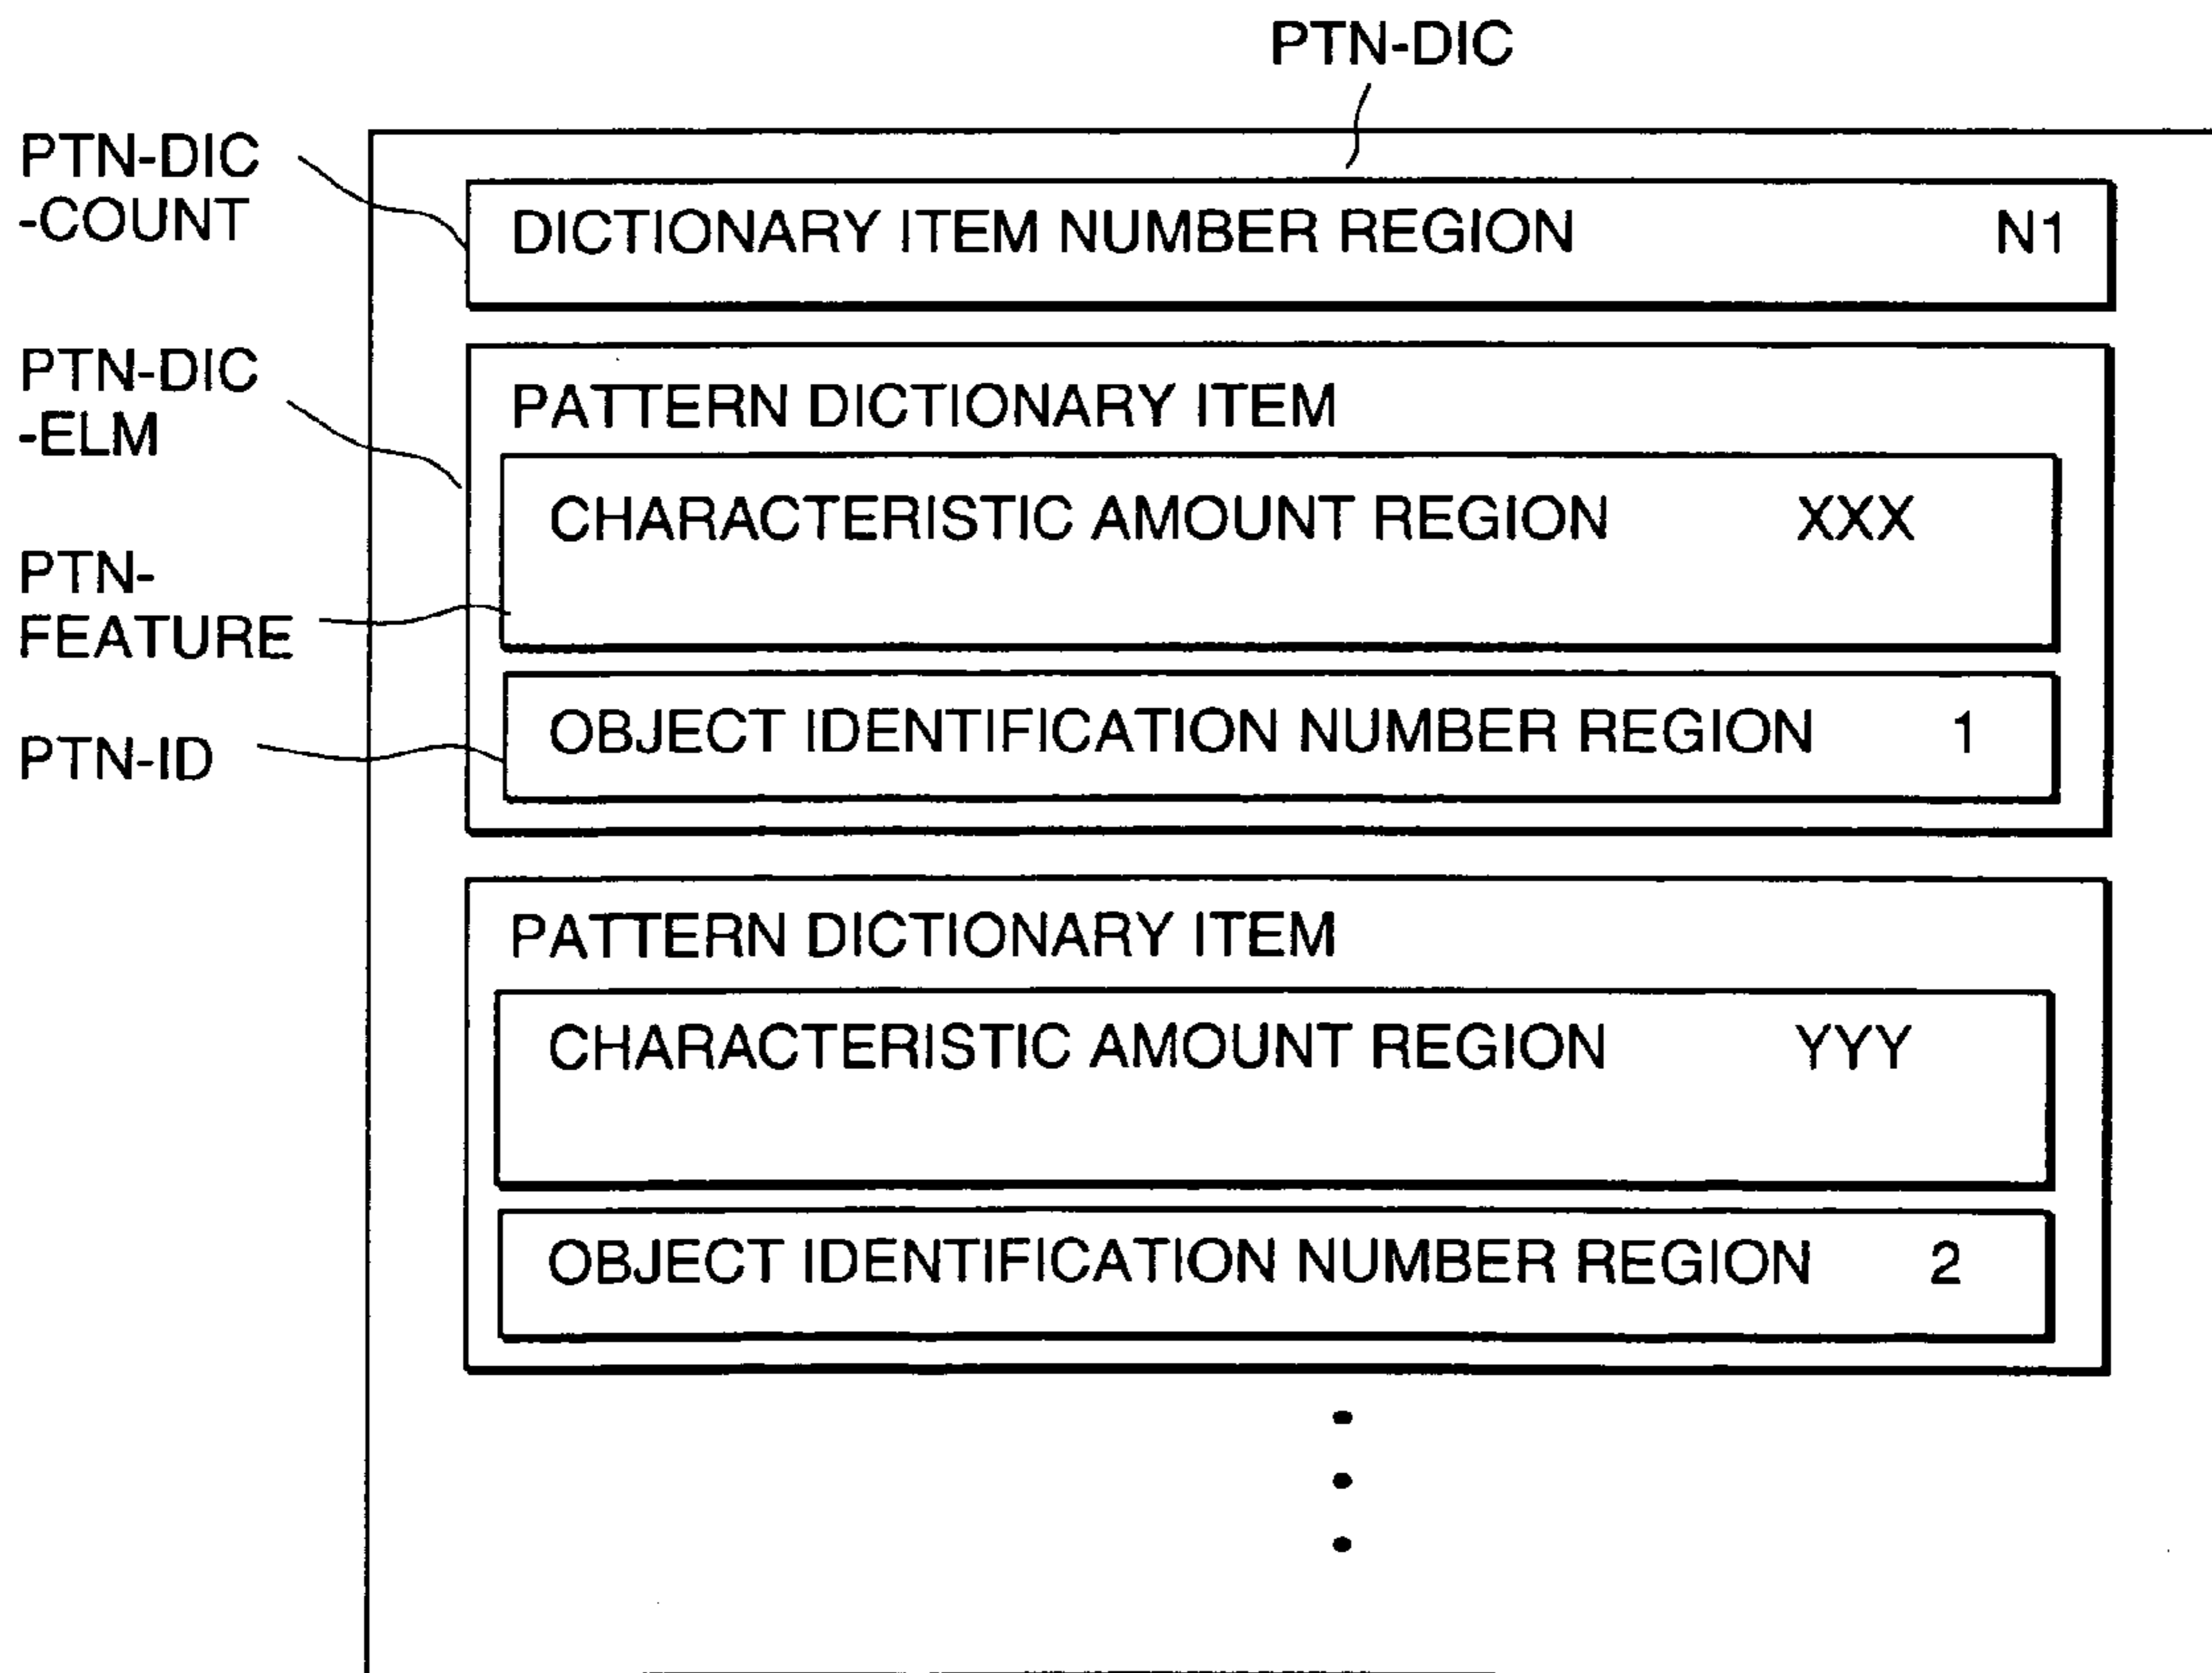 PTN-DIC
PTN-DIC
-COUNT
DICTIONARY ITEM NUMBER REGION N1
PTN-DIC
-ELM
PATTERN DICTIONARY ITEM
CHARACTERISTIC AMOUNT REGION XXX
PTN-
FEATURE
OBJECT IDENTIFICATION NUMBER REGION 1
PTN-ID
PATTERN DICTIONARY ITEM
CHARACTERISTIC AMOUNT REGION YYY
OBJECT IDENTIFICATION NUMBER REGION 2